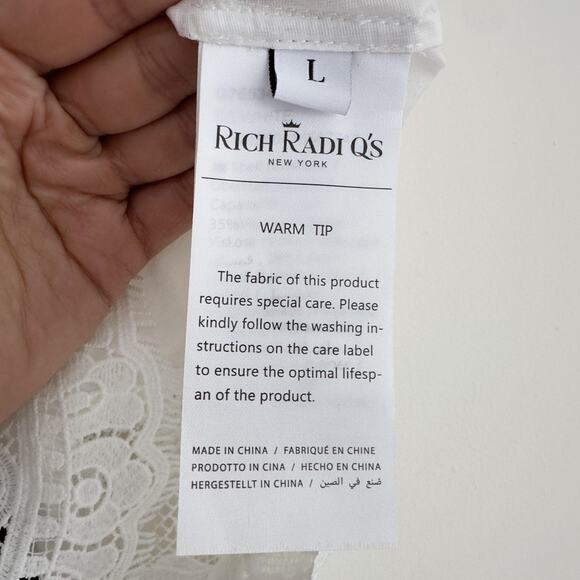 L
RICH RADI Q'S
NEW YORK
WARM TIP
The fabric of this product
requires special care. Please
kindly follow the washing in-
structions on the care label
to ensure the optimal lifesp-
an of the product.
MADE IN CHINA / FABRIQUÉ EN CHINE
PRODOTTO IN CINA / HECHO EN CHINA
HERGESTELLT IN CHINA / صُنع في الصين